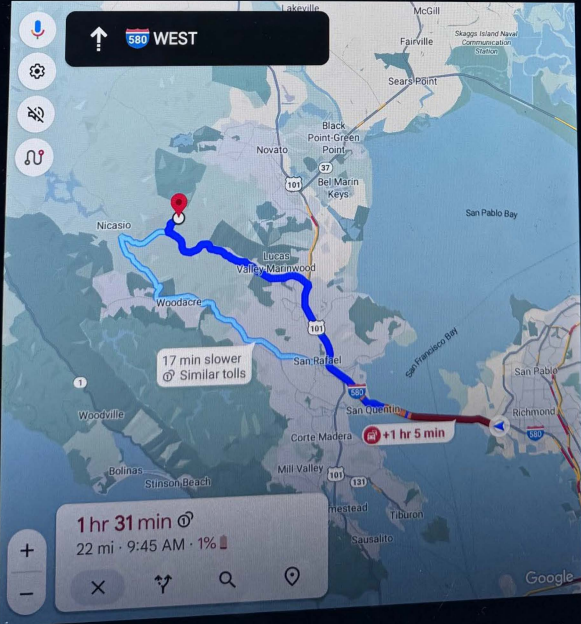 580 WEST
Lakeville
McGill
Fairville
Skaggs Island Naval
Communication
Station
Sears Point
Black
Point-Green
Point
Novato
37
101
Bel Marin
Keys
San Pablo Bay
Nicasio
Lucas
Valley-Marinwood
Woodacre
101
San Francisco Bay
17 min slower
Similar tolls
San Rafael
San Pablo
1
580
San Quentin
Richmond
Woodville
+1 hr 5 min
580
Corte Madera
Bolinas
Mill Valley
Stinson Beach
101
131
mestead
Tiburon
Sausalito
1 hr 31 min
22 mi · 9:45 AM · 1%
Google